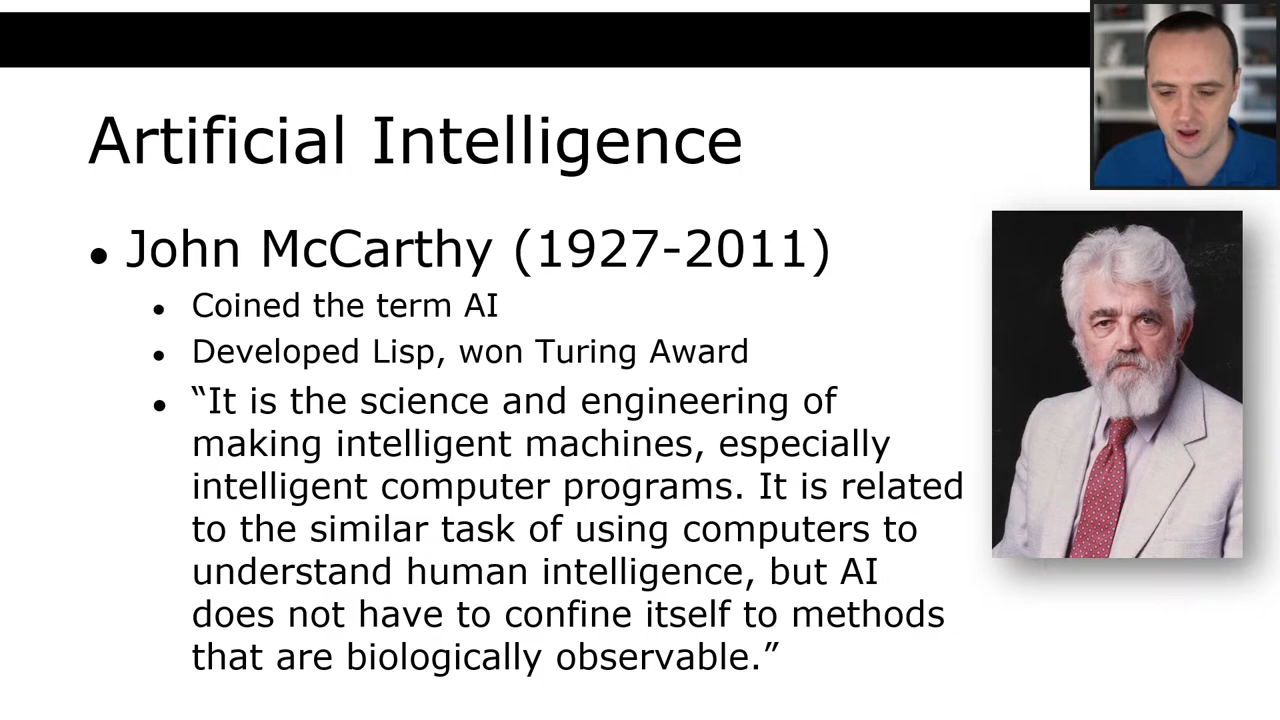 Artificial Intelligence
• John McCarthy (1927-2011)
• Coined the term AI
• Developed Lisp, won Turing Award
• “It is the science and engineering of
making intelligent machines, especially
intelligent computer programs. It is related
to the similar task of using computers to
understand human intelligence, but AI
does not have to confine itself to methods
that are biologically observable.”